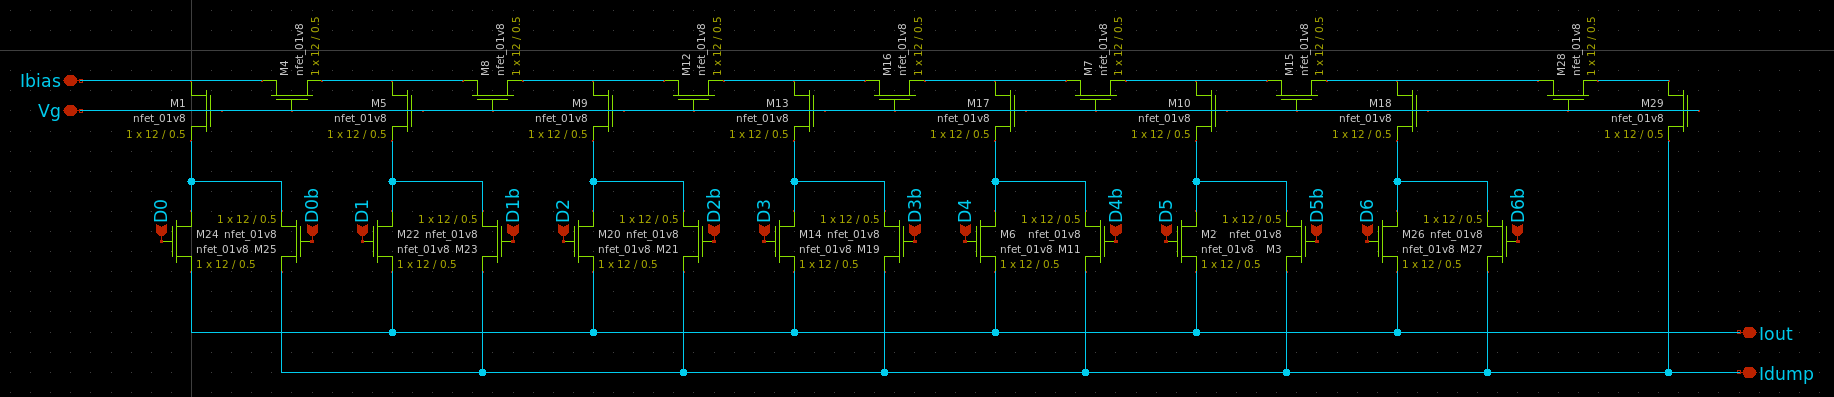 M4
nfet_01v8
1 x 12 / 0.5
M8
nfet_01v8
1 x 12 / 0.5
M12
nfet_01v8
1 x 12 / 0.5
M16
nfet_01v8
1 x 12 / 0.5
M7
nfet_01v8
1 x 12 / 0.5
M15
nfet_01v8
1 x 12 / 0.5
M28
nfet_01v8
1 x 12 / 0.5
Ibias
Vg
M1
nfet_01v8
1 x 12 / 0.5
M5
nfet_01v8
1 x 12 / 0.5
M9
nfet_01v8
1 x 12 / 0.5
M13
nfet_01v8
1 x 12 / 0.5
M17
nfet_01v8
1 x 12 / 0.5
M10
nfet_01v8
1 x 12 / 0.5
M18
nfet_01v8
1 x 12 / 0.5
M29
nfet_01v8
1 x 12 / 0.5
D0
1 x 12 / 0.5
M24 nfet_01v8
nfet_01v8 M25
1 x 12 / 0.5
D0b
D1
1 x 12 / 0.5
M22 nfet_01v8
nfet_01v8 M23
1 x 12 / 0.5
D1b
D2
1 x 12 / 0.5
M20 nfet_01v8
nfet_01v8 M21
1 x 12 / 0.5
D2b
D3
1 x 12 / 0.5
M14 nfet_01v8
nfet_01v8 M19
1 x 12 / 0.5
D3b
D4
1 x 12 / 0.5
M6 nfet_01v8
nfet_01v8 M11
1 x 12 / 0.5
D4b
D5
1 x 12 / 0.5
M2 nfet_01v8
nfet_01v8 M3
1 x 12 / 0.5
D5b
D6
1 x 12 / 0.5
M26 nfet_01v8
nfet_01v8 M27
1 x 12 / 0.5
D6b
Iout
Idump